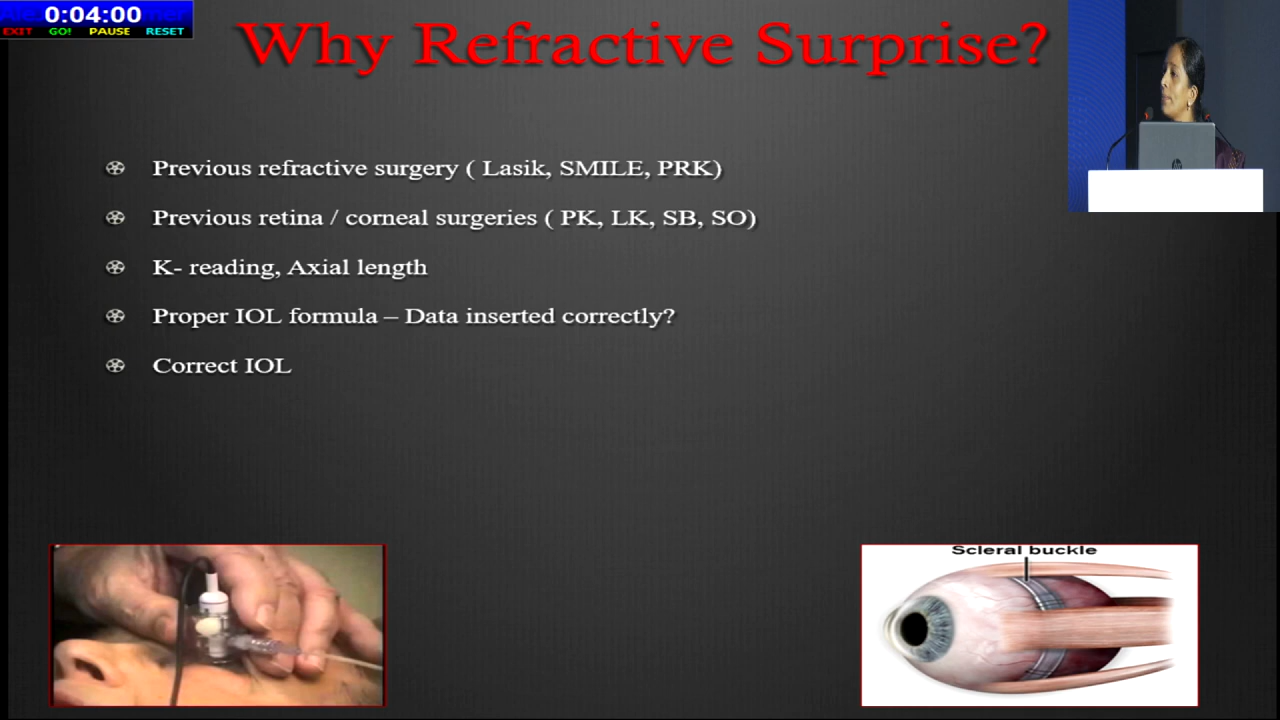 0:04:00
EXIT GO! PAUSE RESET
Why Refractive Surprise?
Previous refractive surgery ( Lasik, SMILE, PRK)
Previous retina / corneal surgeries ( PK, LK, SB, SO)
K- reading, Axial length
Proper IOL formula – Data inserted correctly?
Correct IOL
Scleral buckle
hp